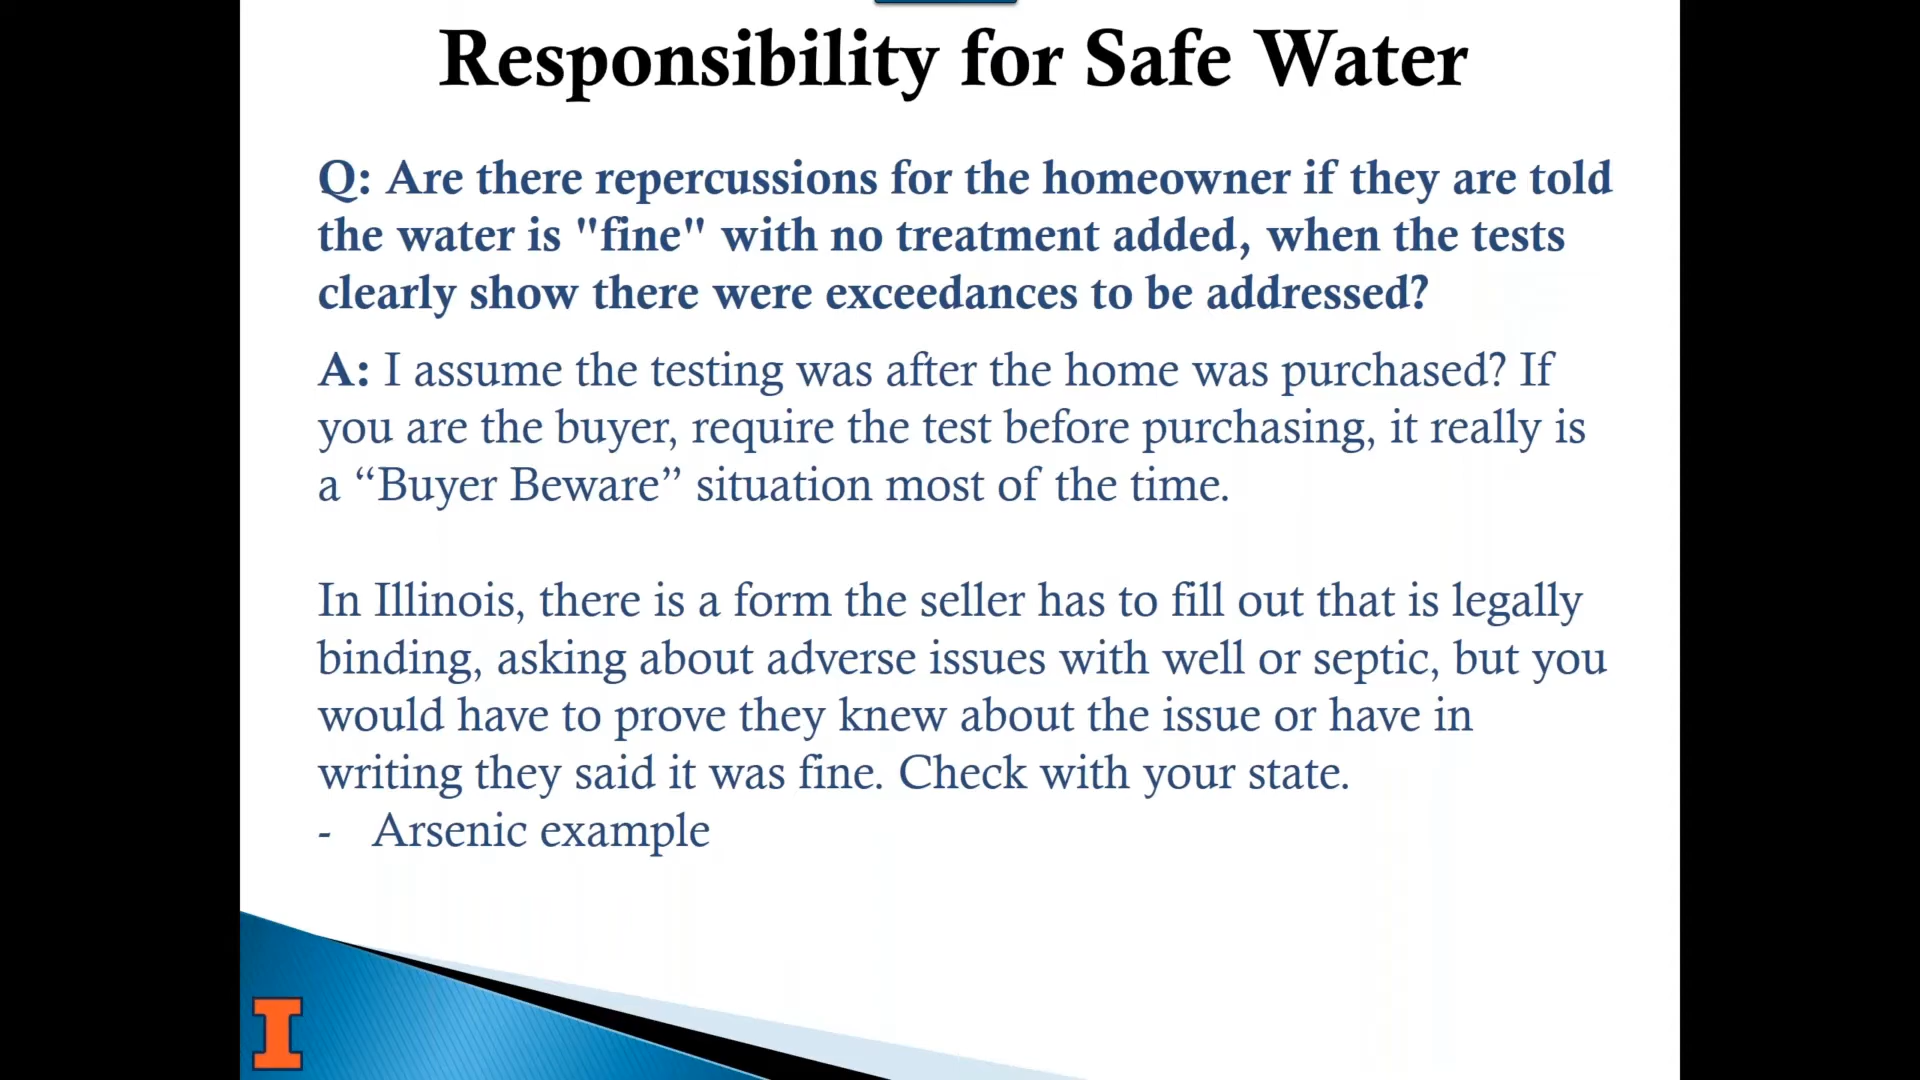 Responsibility for Safe Water
Q: Are there repercussions for the homeowner if they are told
the water is "fine" with no treatment added, when the tests
clearly show there were exceedances to be addressed?
A: I assume the testing was after the home was purchased? If
you are the buyer, require the test before purchasing, it really is
a “Buyer Beware” situation most of the time.
In Illinois, there is a form the seller has to fill out that is legally
binding, asking about adverse issues with well or septic, but you
would have to prove they knew about the issue or have in
writing they said it was fine. Check with your state.
- Arsenic example
I